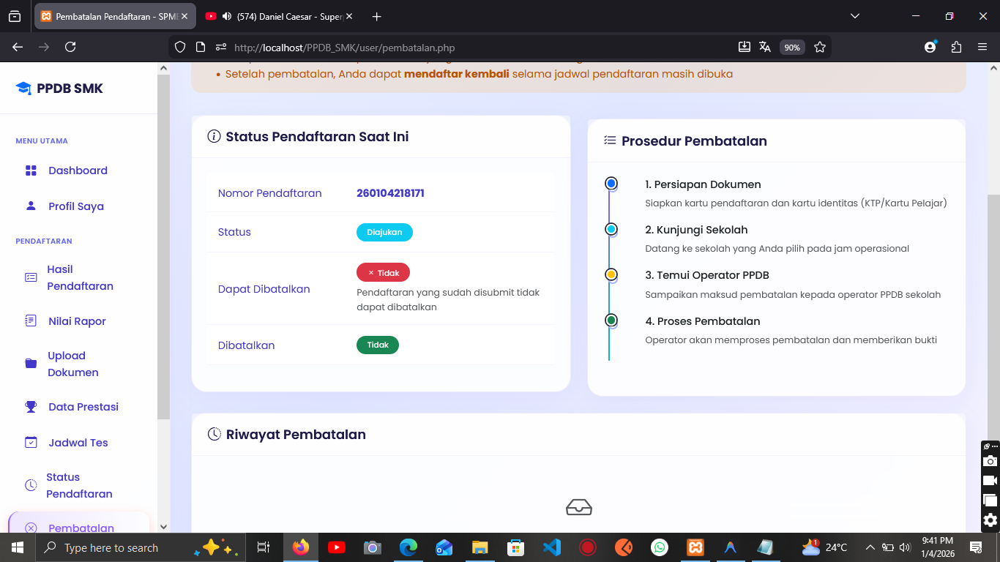 Pembatalan Pendaftaran - SPM
(574) Daniel Caesar - Super
http://localhost/PPDB_SMK/user/pembatalan.php
90%
PPDB SMK
MENU UTAMA
Dashboard
Profil Saya
PENDAFTARAN
Hasil
Pendaftaran
Nilai Rapor
Upload
Dokumen
Data Prestasi
Jadwal Tes
Status
Pendaftaran
Pembatalan
Setelah pembatalan, Anda dapat mendaftar kembali selama jadwal pendaftaran masih dibuka
Status Pendaftaran Saat Ini
Nomor Pendaftaran 260104218171
Status Diajukan
Dapat Dibatalkan × Tidak
Pendaftaran yang sudah disubmit tidak
dapat dibatalkan
Dibatalkan Tidak
Prosedur Pembatalan
1. Persiapan Dokumen
Siapkan kartu pendaftaran dan kartu identitas (KTP/Kartu Pelajar)
2. Kunjungi Sekolah
Datang ke sekolah yang Anda pilih pada jam operasional
3. Temui Operator PPDB
Sampaikan maksud pembatalan kepada operator PPDB sekolah
4. Proses Pembatalan
Operator akan memproses pembatalan dan memberikan bukti
Riwayat Pembatalan
Type here to search
1
24°C
9:41 PM
1/4/2026